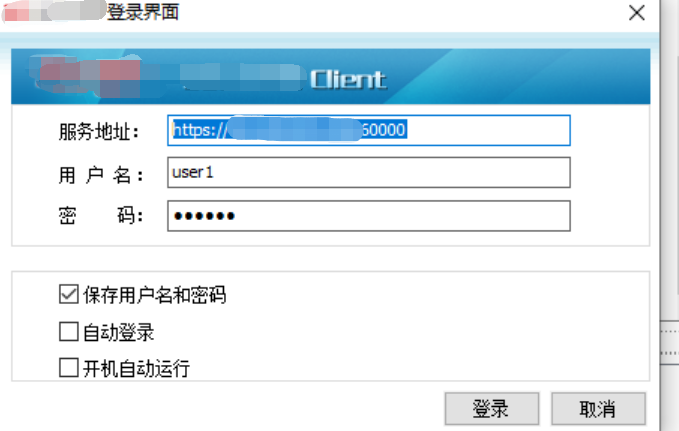 登录界面
Client
服务地址： https:// 60000
用 户 名： user1
密 码： ●●●●●●
保存用户名和密码
自动登录
开机自动运行
登录 取消